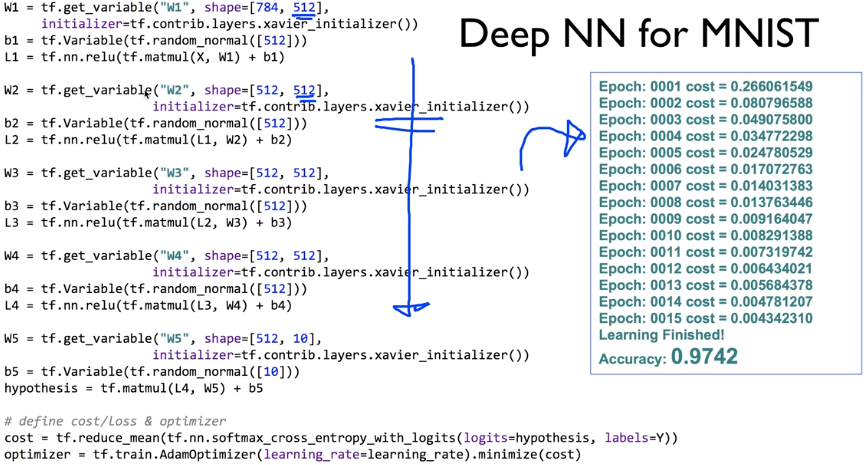 Deep NN for MNIST
W1 = tf.get_variable("W1", shape=[784, 512],
initializer=tf.contrib.layers.xavier_initializer())
b1 = tf.Variable(tf.random_normal([512]))
L1 = tf.nn.relu(tf.matmul(X, W1) + b1)
W2 = tf.get_variable("W2", shape=[512, 512],
initializer=tf.contrib.layers.xavier_initializer())
b2 = tf.Variable(tf.random_normal([512]))
L2 = tf.nn.relu(tf.matmul(L1, W2) + b2)
W3 = tf.get_variable("W3", shape=[512, 512],
initializer=tf.contrib.layers.xavier_initializer())
b3 = tf.Variable(tf.random_normal([512]))
L3 = tf.nn.relu(tf.matmul(L2, W3) + b3)
W4 = tf.get_variable("W4", shape=[512, 512],
initializer=tf.contrib.layers.xavier_initializer())
b4 = tf.Variable(tf.random_normal([512]))
L4 = tf.nn.relu(tf.matmul(L3, W4) + b4)
W5 = tf.get_variable("W5", shape=[512, 10],
initializer=tf.contrib.layers.xavier_initializer())
b5 = tf.Variable(tf.random_normal([10]))
hypothesis = tf.matmul(L4, W5) + b5
# define cost/loss & optimizer
cost = tf.reduce_mean(tf.nn.softmax_cross_entropy_with_logits(logits=hypothesis, labels=Y))
optimizer = tf.train.AdamOptimizer(learning_rate=learning_rate).minimize(cost)
Epoch: 0001 cost = 0.266061549
Epoch: 0002 cost = 0.080796588
Epoch: 0003 cost = 0.049075800
Epoch: 0004 cost = 0.034772298
Epoch: 0005 cost = 0.024780529
Epoch: 0006 cost = 0.017072763
Epoch: 0007 cost = 0.014031383
Epoch: 0008 cost = 0.013763446
Epoch: 0009 cost = 0.009164047
Epoch: 0010 cost = 0.008291388
Epoch: 0011 cost = 0.007319742
Epoch: 0012 cost = 0.006434021
Epoch: 0013 cost = 0.005684378
Epoch: 0014 cost = 0.004781207
Epoch: 0015 cost = 0.004342310
Learning Finished!
Accuracy: 0.9742